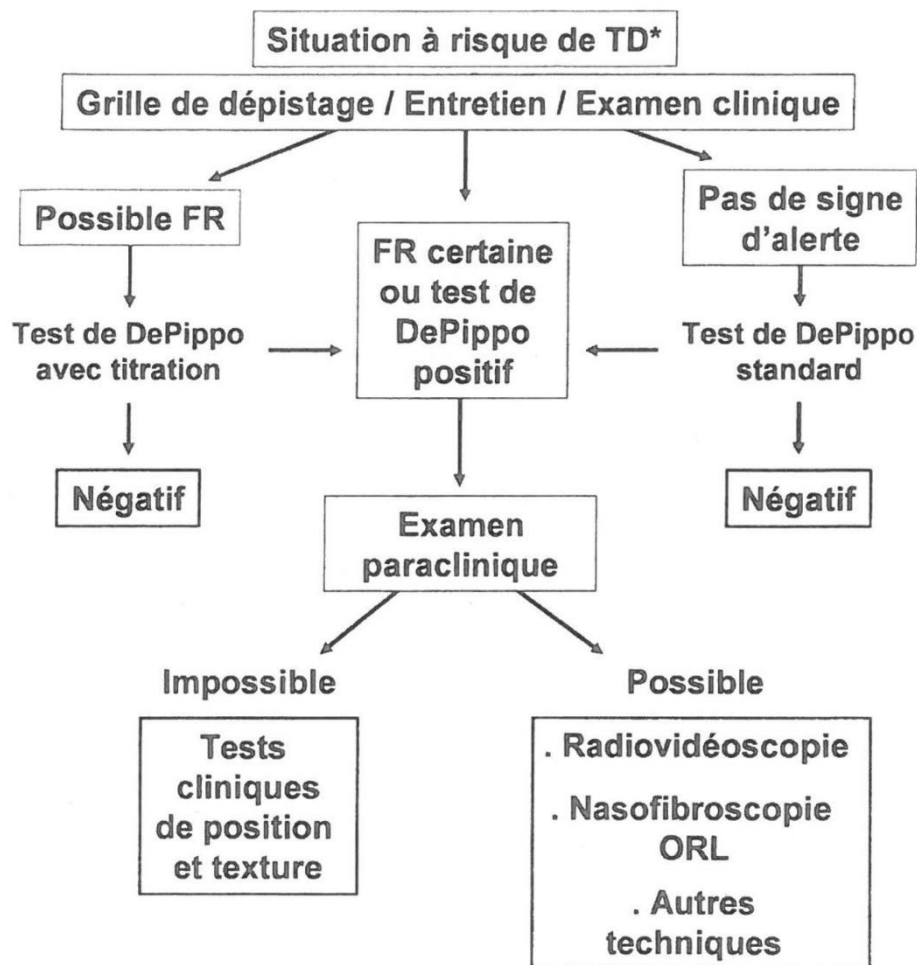 Situation à risque de TD*
Grille de dépistage / Entretien / Examen clinique
Possible FR
FR certaine
ou test de
DePippo
positif
Pas de signe
d'alerte
Test de DePippo
avec titration
Test de DePippo
standard
Négatif
Négatif
Examen
paraclinique
Impossible
Possible
Tests
cliniques
de position
et texture
. Radiovidéoscopie
. Nasofibroscopie
ORL
. Autres
techniques